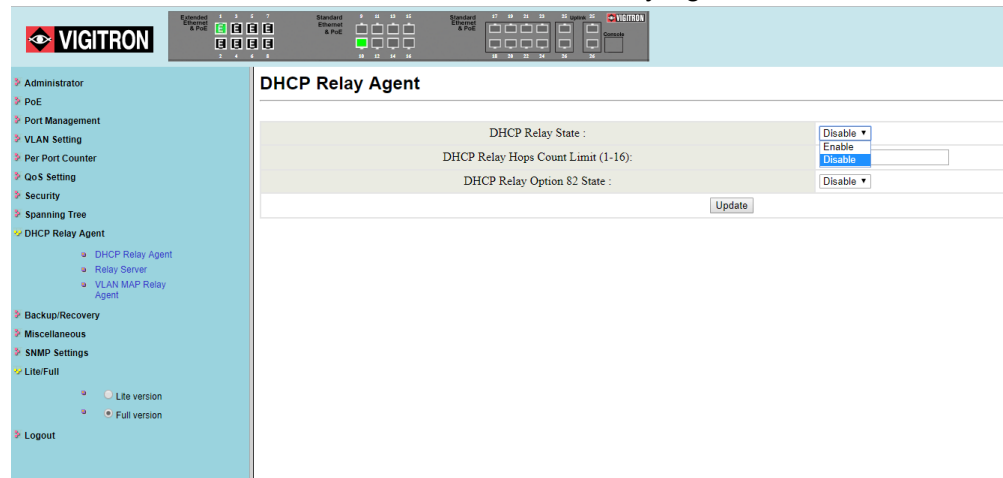 VIGITRON
Extended Ethernet & PoE
1 3 5 7
E E E E
E E E E
2 4 6 8
Standard Ethernet & PoE
9 11 13 15
10 12 14 16
Standard Ethernet & PoE
17 19 21 23
18 20 22 24
Uplink 25
26
VIGITRON
Console
Administrator
PoE
Port Management
VLAN Setting
Per Port Counter
QoS Setting
Security
Spanning Tree
DHCP Relay Agent
DHCP Relay Agent
Relay Server
VLAN MAP Relay
Agent
Backup/Recovery
Miscellaneous
SNMP Settings
Lite/Full
Lite version
Full version
Logout
DHCP Relay Agent
DHCP Relay State : Disable
Enable
Disable
DHCP Relay Hops Count Limit (1-16):
DHCP Relay Option 82 State : Disable
Update